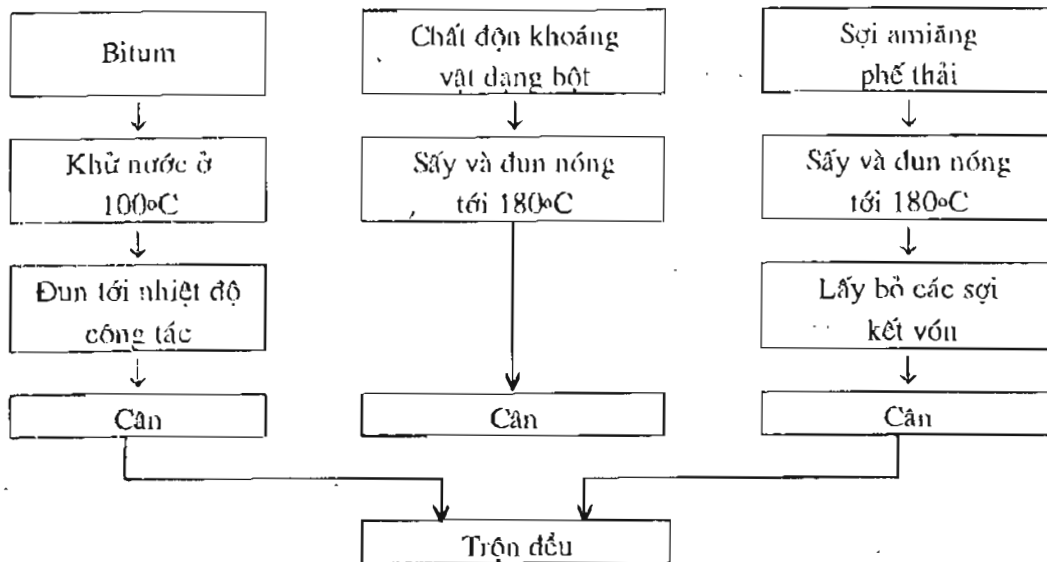 Bitum
Chất độn khoáng
vật dạng bột
Sợi amiăng
phế thải
Khử nước ở
100ºC
Sấy và đun nóng
tới 180ºC
Sấy và đun nóng
tới 180ºC
Đun tới nhiệt độ
công tác
Lấy bỏ các sợi
kết vón
Cân
Cân
Cân
Trộn đều